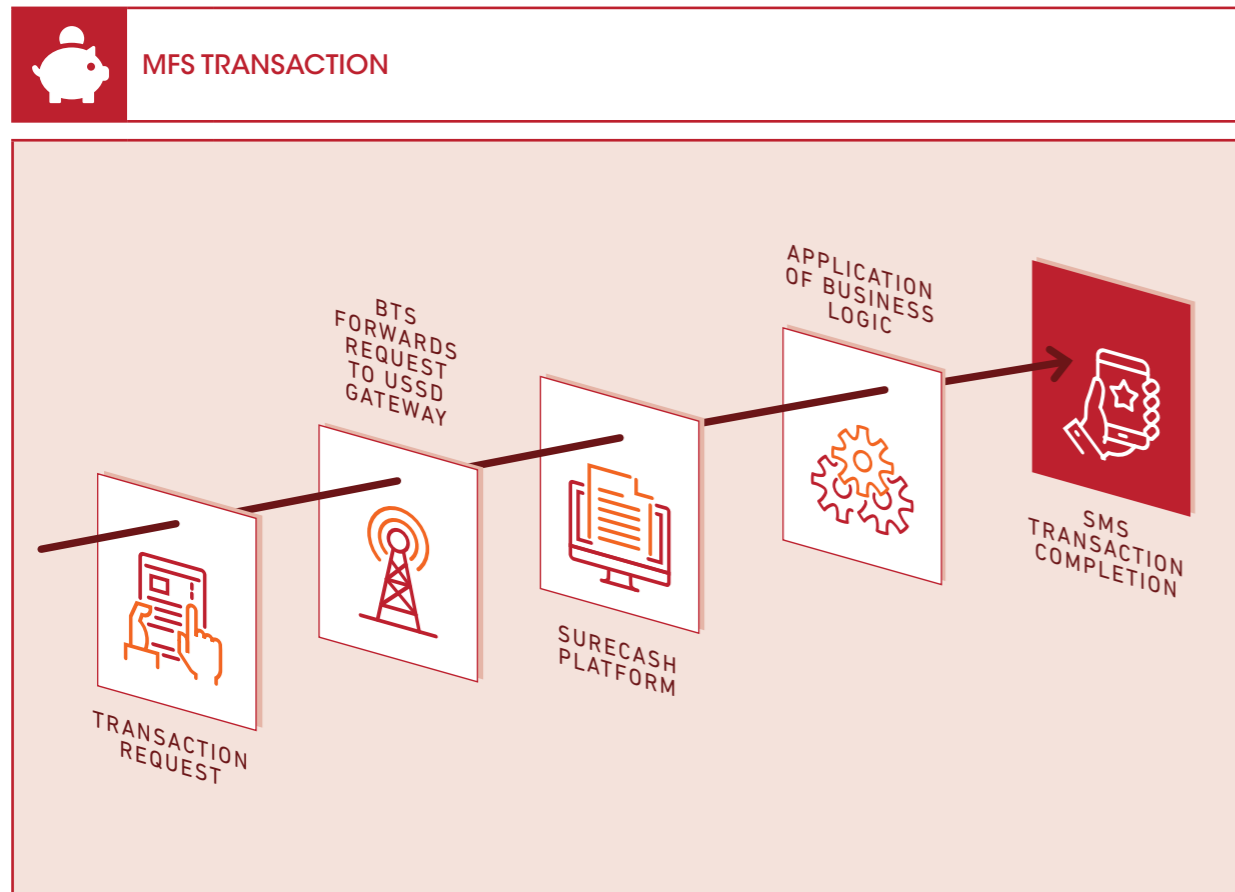 MFS TRANSACTION
TRANSACTION
REQUEST
BTS
FORWARDS
REQUEST
TO USSD
GATEWAY
SURECASH
PLATFORM
APPLICATION
OF BUSINESS
LOGIC
SMS
TRANSACTION
COMPLETION